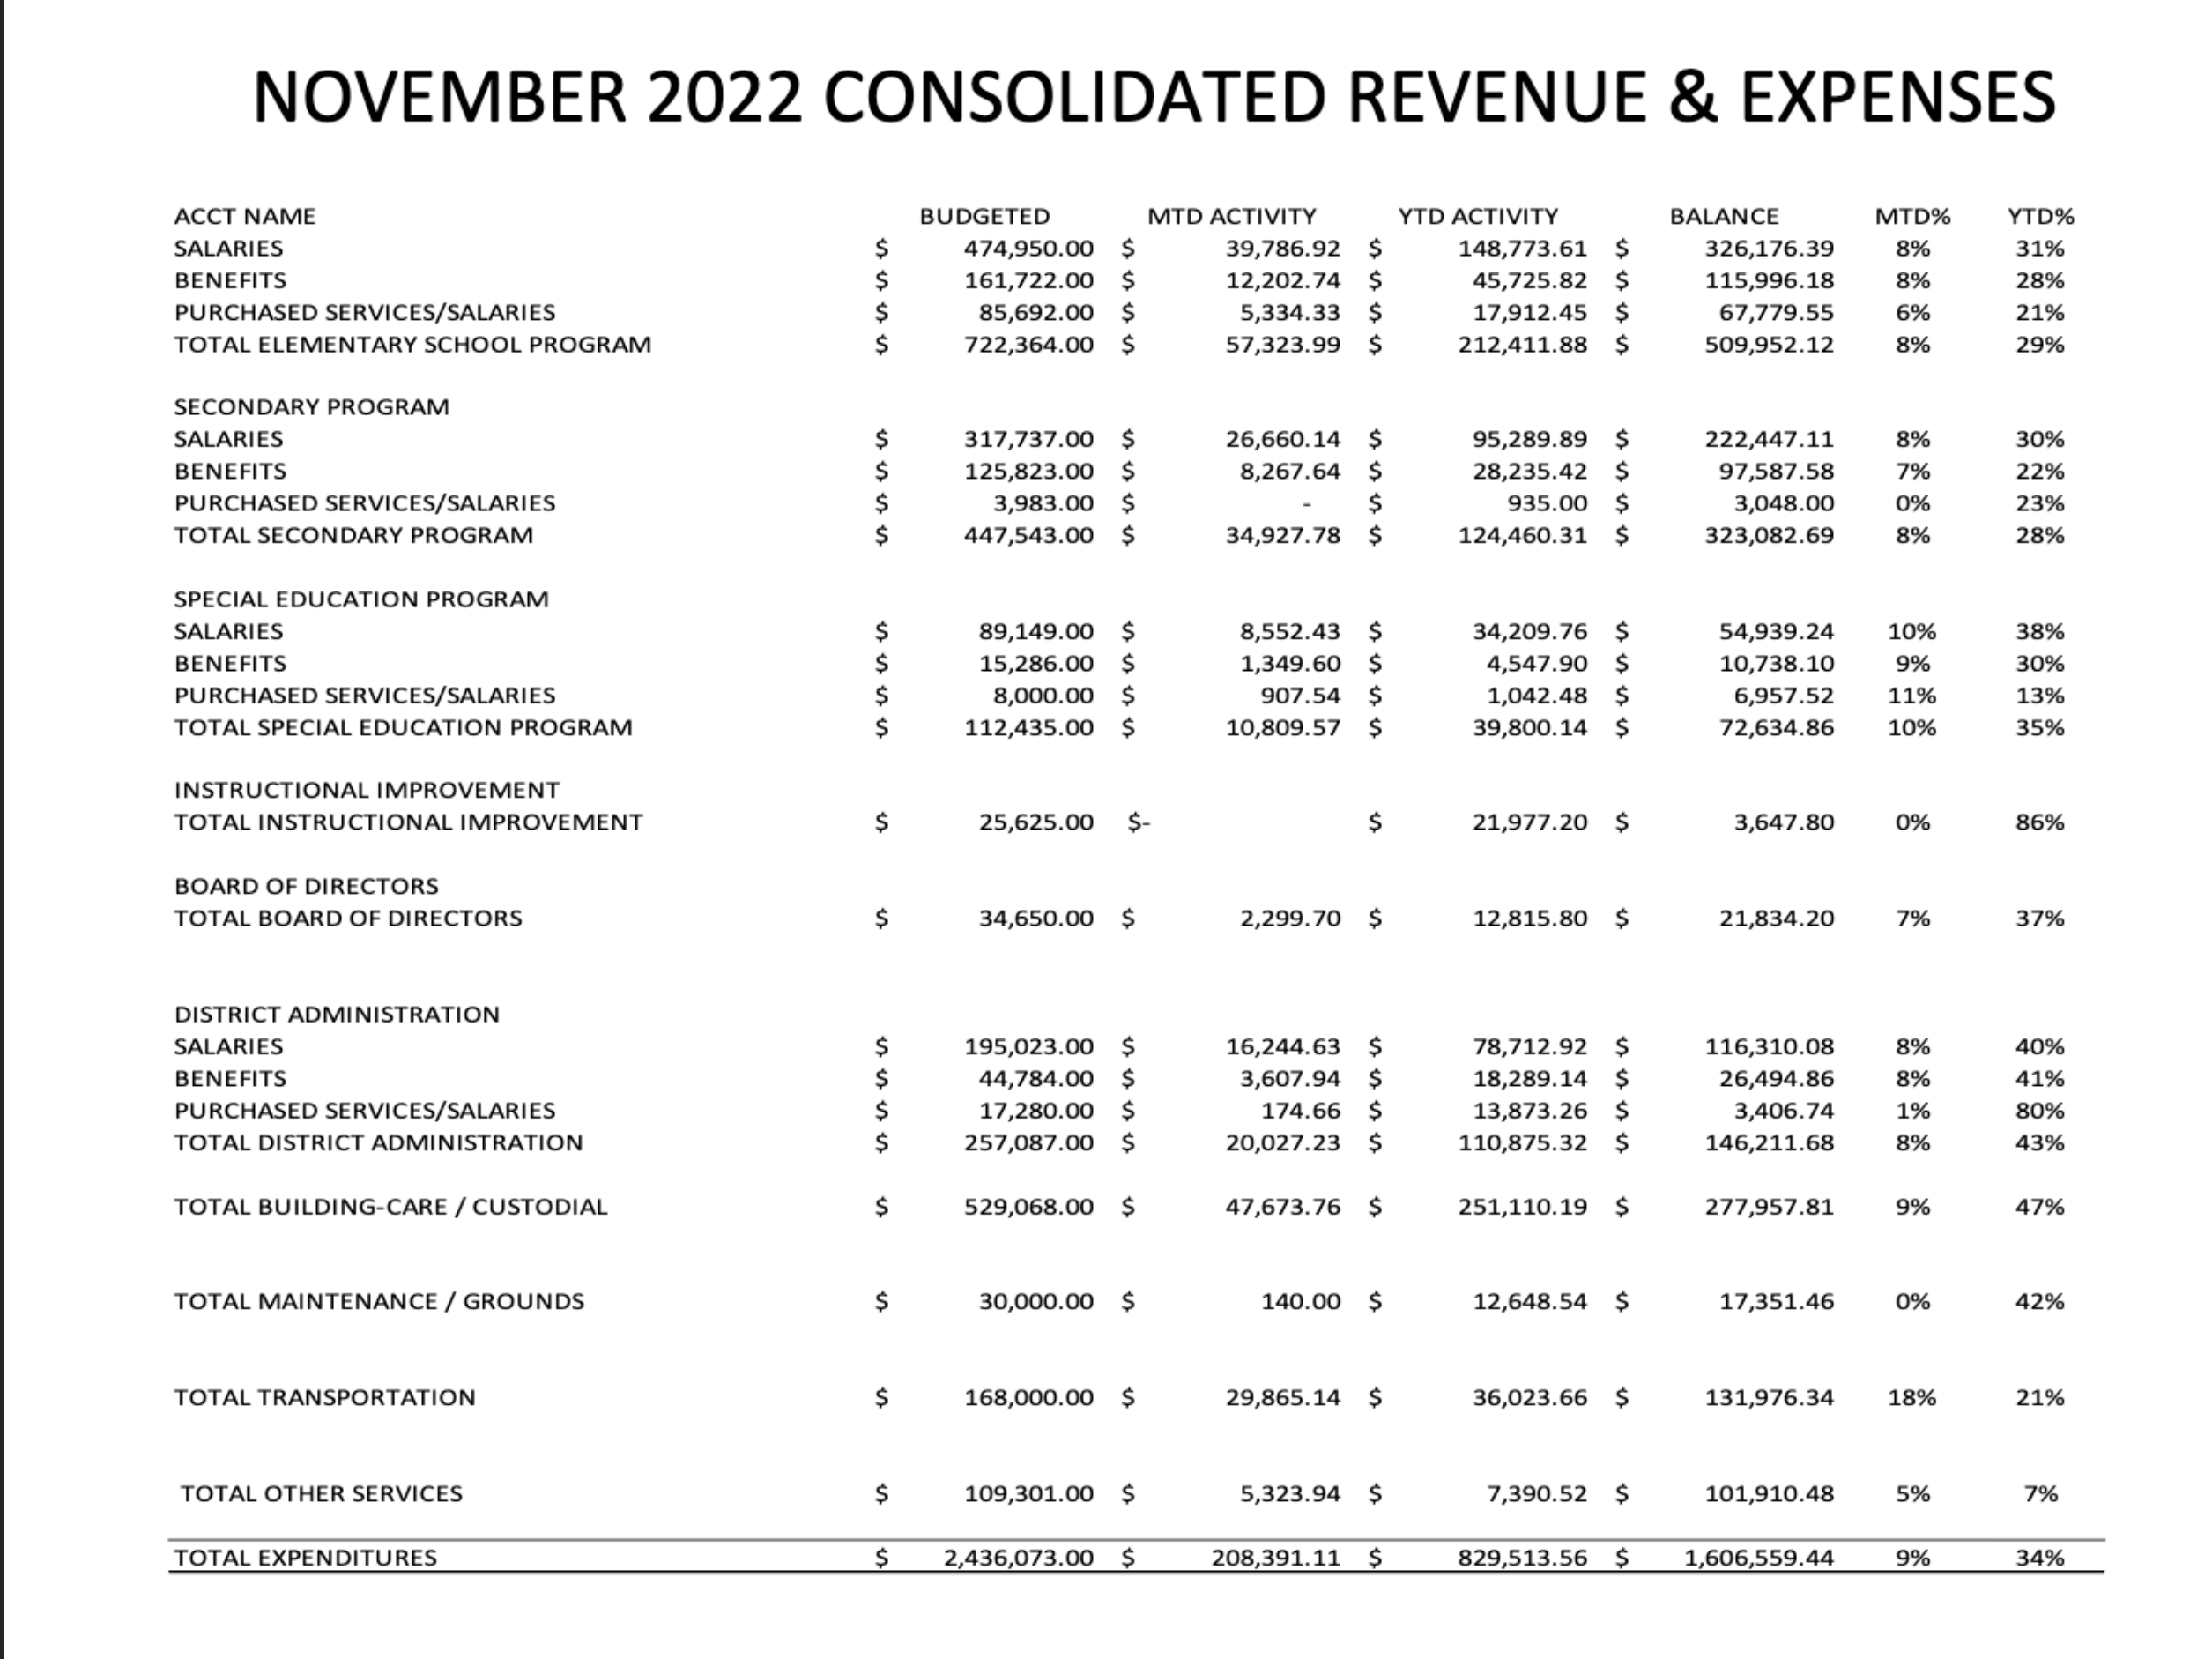 NOVEMBER 2022 CONSOLIDATED REVENUE & EXPENSES
ACCT NAME BUDGETED MTD ACTIVITY YTD ACTIVITY BALANCE MTD% YTD%
SALARIES $ 474,950.00 $ 39,786.92 $ 148,773.61 $ 326,176.39 8% 31%
BENEFITS $ 161,722.00 $ 12,202.74 $ 45,725.82 $ 115,996.18 8% 28%
PURCHASED SERVICES/SALARIES $ 85,692.00 $ 5,334.33 $ 17,912.45 $ 67,779.55 6% 21%
TOTAL ELEMENTARY SCHOOL PROGRAM $ 722,364.00 $ 57,323.99 $ 212,411.88 $ 509,952.12 8% 29%
SECONDARY PROGRAM
SALARIES $ 317,737.00 $ 26,660.14 $ 95,289.89 $ 222,447.11 8% 30%
BENEFITS $ 125,823.00 $ 8,267.64 $ 28,235.42 $ 97,587.58 7% 22%
PURCHASED SERVICES/SALARIES $ 3,983.00 $ - $ 935.00 $ 3,048.00 0% 23%
TOTAL SECONDARY PROGRAM $ 447,543.00 $ 34,927.78 $ 124,460.31 $ 323,082.69 8% 28%
SPECIAL EDUCATION PROGRAM
SALARIES $ 89,149.00 $ 8,552.43 $ 34,209.76 $ 54,939.24 10% 38%
BENEFITS $ 15,286.00 $ 1,349.60 $ 4,547.90 $ 10,738.10 9% 30%
PURCHASED SERVICES/SALARIES $ 8,000.00 $ 907.54 $ 1,042.48 $ 6,957.52 11% 13%
TOTAL SPECIAL EDUCATION PROGRAM $ 112,435.00 $ 10,809.57 $ 39,800.14 $ 72,634.86 10% 35%
INSTRUCTIONAL IMPROVEMENT
TOTAL INSTRUCTIONAL IMPROVEMENT $ 25,625.00 $- $ 21,977.20 $ 3,647.80 0% 86%
BOARD OF DIRECTORS
TOTAL BOARD OF DIRECTORS $ 34,650.00 $ 2,299.70 $ 12,815.80 $ 21,834.20 7% 37%
DISTRICT ADMINISTRATION
SALARIES $ 195,023.00 $ 16,244.63 $ 78,712.92 $ 116,310.08 8% 40%
BENEFITS $ 44,784.00 $ 3,607.94 $ 18,289.14 $ 26,494.86 8% 41%
PURCHASED SERVICES/SALARIES $ 17,280.00 $ 174.66 $ 13,873.26 $ 3,406.74 1% 80%
TOTAL DISTRICT ADMINISTRATION $ 257,087.00 $ 20,027.23 $ 110,875.32 $ 146,211.68 8% 43%
TOTAL BUILDING-CARE / CUSTODIAL $ 529,068.00 $ 47,673.76 $ 251,110.19 $ 277,957.81 9% 47%
TOTAL MAINTENANCE / GROUNDS $ 30,000.00 $ 140.00 $ 12,648.54 $ 17,351.46 0% 42%
TOTAL TRANSPORTATION $ 168,000.00 $ 29,865.14 $ 36,023.66 $ 131,976.34 18% 21%
TOTAL OTHER SERVICES $ 109,301.00 $ 5,323.94 $ 7,390.52 $ 101,910.48 5% 7%
TOTAL EXPENDITURES $ 2,436,073.00 $ 208,391.11 $ 829,513.56 $ 1,606,559.44 9% 34%